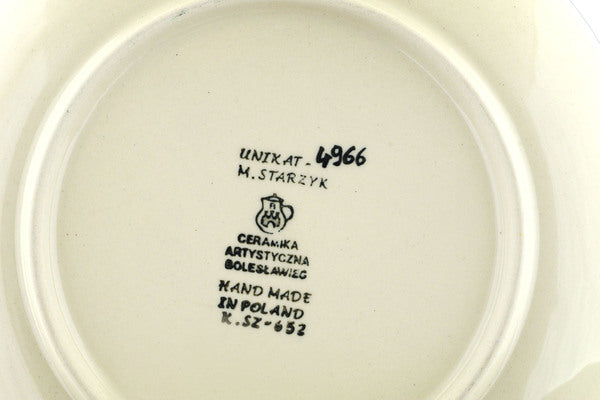 UNIKAT - 4966
M. STARZYK
CERAMIKA
ARTYSTYCZNA
BOLESŁAWIEC
HAND MADE
IN POLAND
K.SZ-652